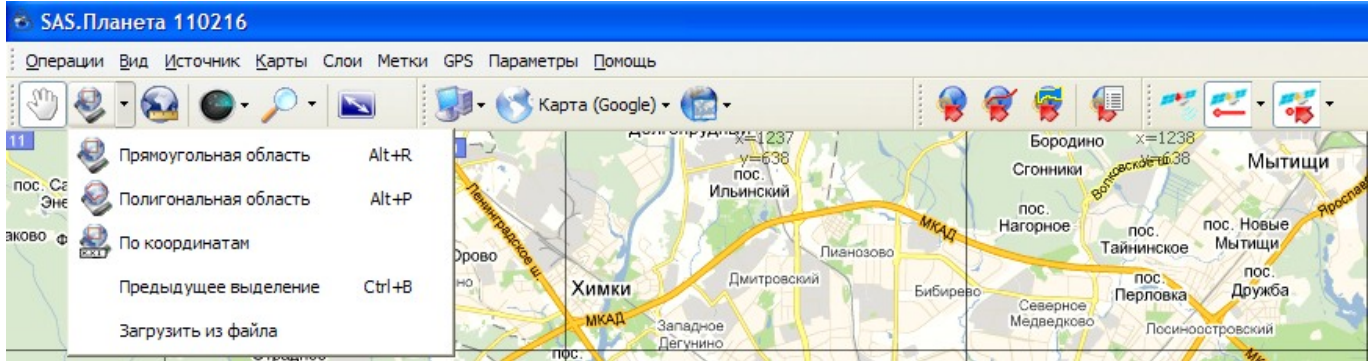 SAS.Планета 110216
Операции Вид Источник Карты Слои Метки GPS Параметры Помощь
Карта (Google)
11
Прямоугольная область Alt+R
Полигональная область Alt+P
По координатам
Предыдущее выделение Ctrl+B
Загрузить из файла
x=1237
y=638
пос.
Ильинский
Ленинградское ш.
Химки
МКАД
Западное
Дегунино
Дмитровский
Лианозово
МКАД
Бибирево
Бородино
x=1238
Сгонники
Волковское ш.
Мытищи
пос.
Нагорное
пос.
Тайнинское
пос. Новые
Мытищи
пос.
Перловка
пос.
Дружба
Северное
Медведково
Лосиноостровский
пос.